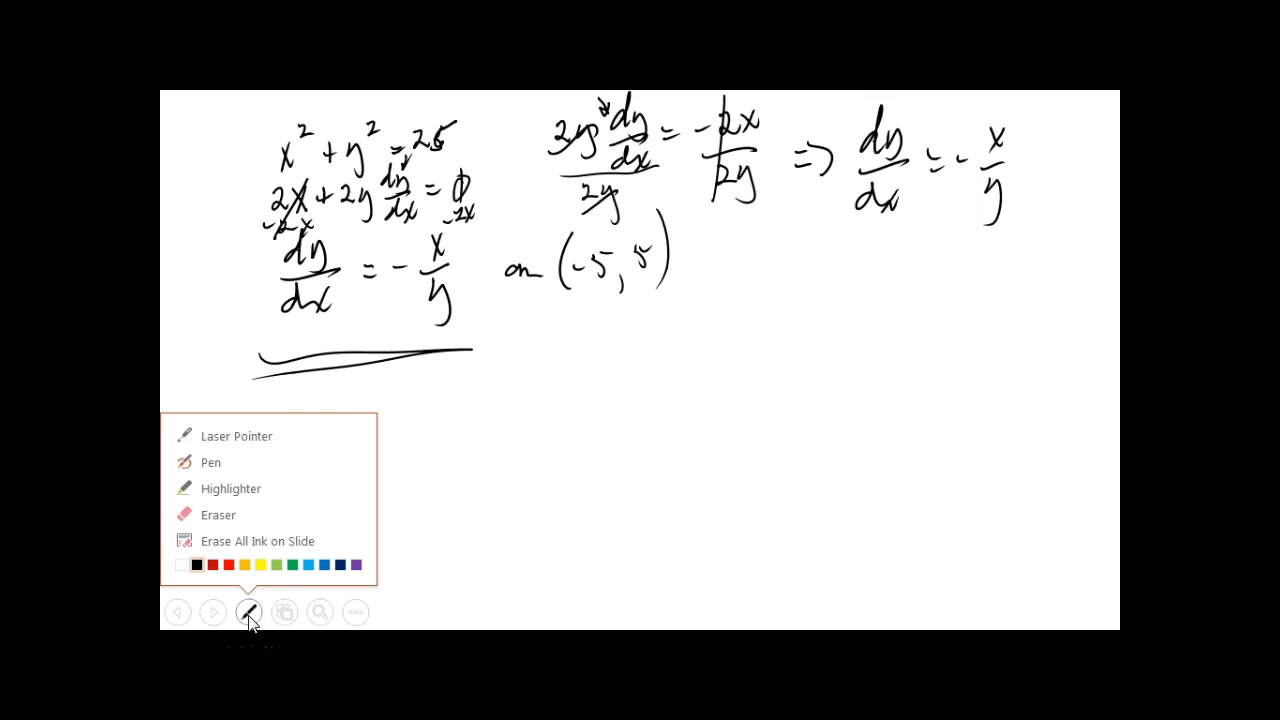 x² + y² = 25
2x + 2y dy/dx = 0
-2x -2x
dy/dx = - x/y on (-5, 5)
2y dy/dx / 2y = -2x / 2y => dy/dx = - x/y
Laser Pointer
Pen
Highlighter
Eraser
Erase All Ink on Slide